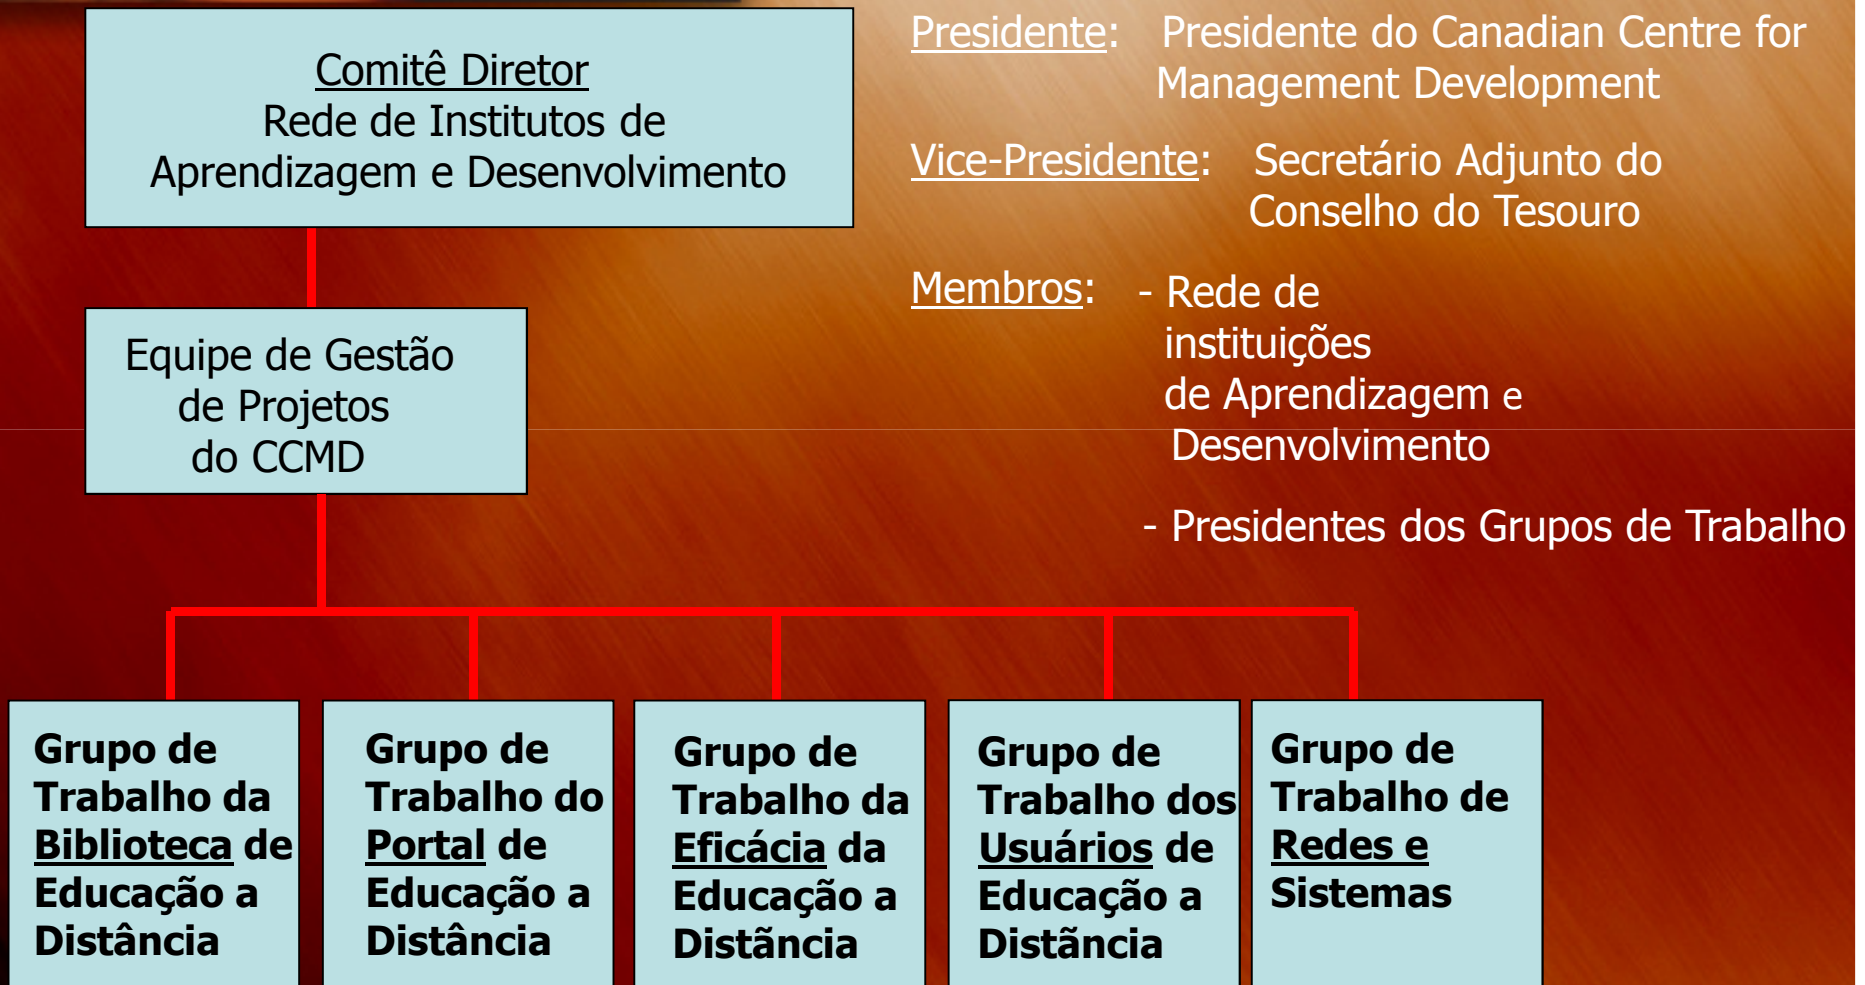 Comitê Diretor
Rede de Institutos de
Aprendizagem e Desenvolvimento
Presidente: Presidente do Canadian Centre for
Management Development
Vice-Presidente: Secretário Adjunto do
Conselho do Tesouro
Membros: - Rede de
instituições
de Aprendizagem e
Desenvolvimento
- Presidentes dos Grupos de Trabalho
Equipe de Gestão
de Projetos
do CCMD
Grupo de
Trabalho da
Biblioteca de
Educação a
Distância
Grupo de
Trabalho do
Portal de
Educação a
Distância
Grupo de
Trabalho da
Eficácia da
Educação a
Distãncia
Grupo de
Trabalho dos
Usuários de
Educação a
Distãncia
Grupo de
Trabalho de
Redes e
Sistemas